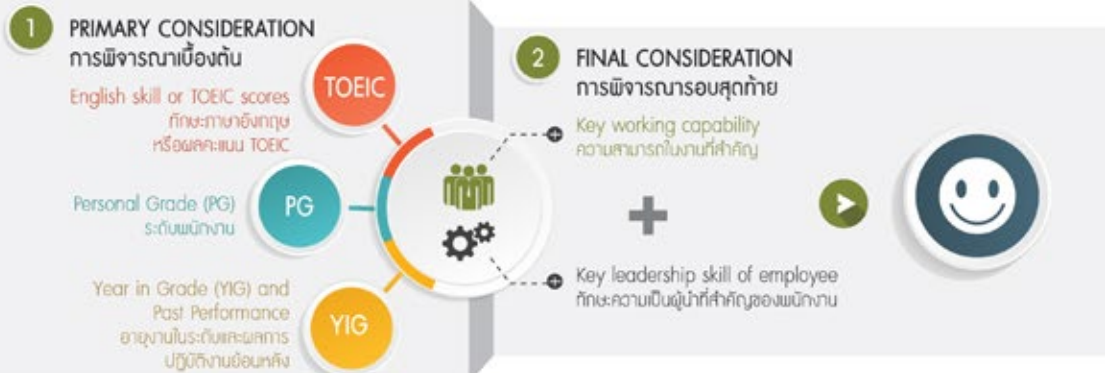 1
PRIMARY CONSIDERATION
การพิจารณาเบื้องต้น
English skill or TOEIC scores
ทักษะภาษาอังกฤษ
หรือผลคะแนน TOEIC
TOEIC
Personal Grade (PG)
ระดับพนักงาน
PG
Year in Grade (YIG) and
Past Performance
อายุงานในระดับและผลการ
ปฏิบัติงานย้อนหลัง
YIG
2
FINAL CONSIDERATION
การพิจารณารอบสุดท้าย
Key working capability
ความสามารถในงานที่สำคัญ
+
Key leadership skill of employee
ทักษะความเป็นผู้นำที่สำคัญของพนักงาน